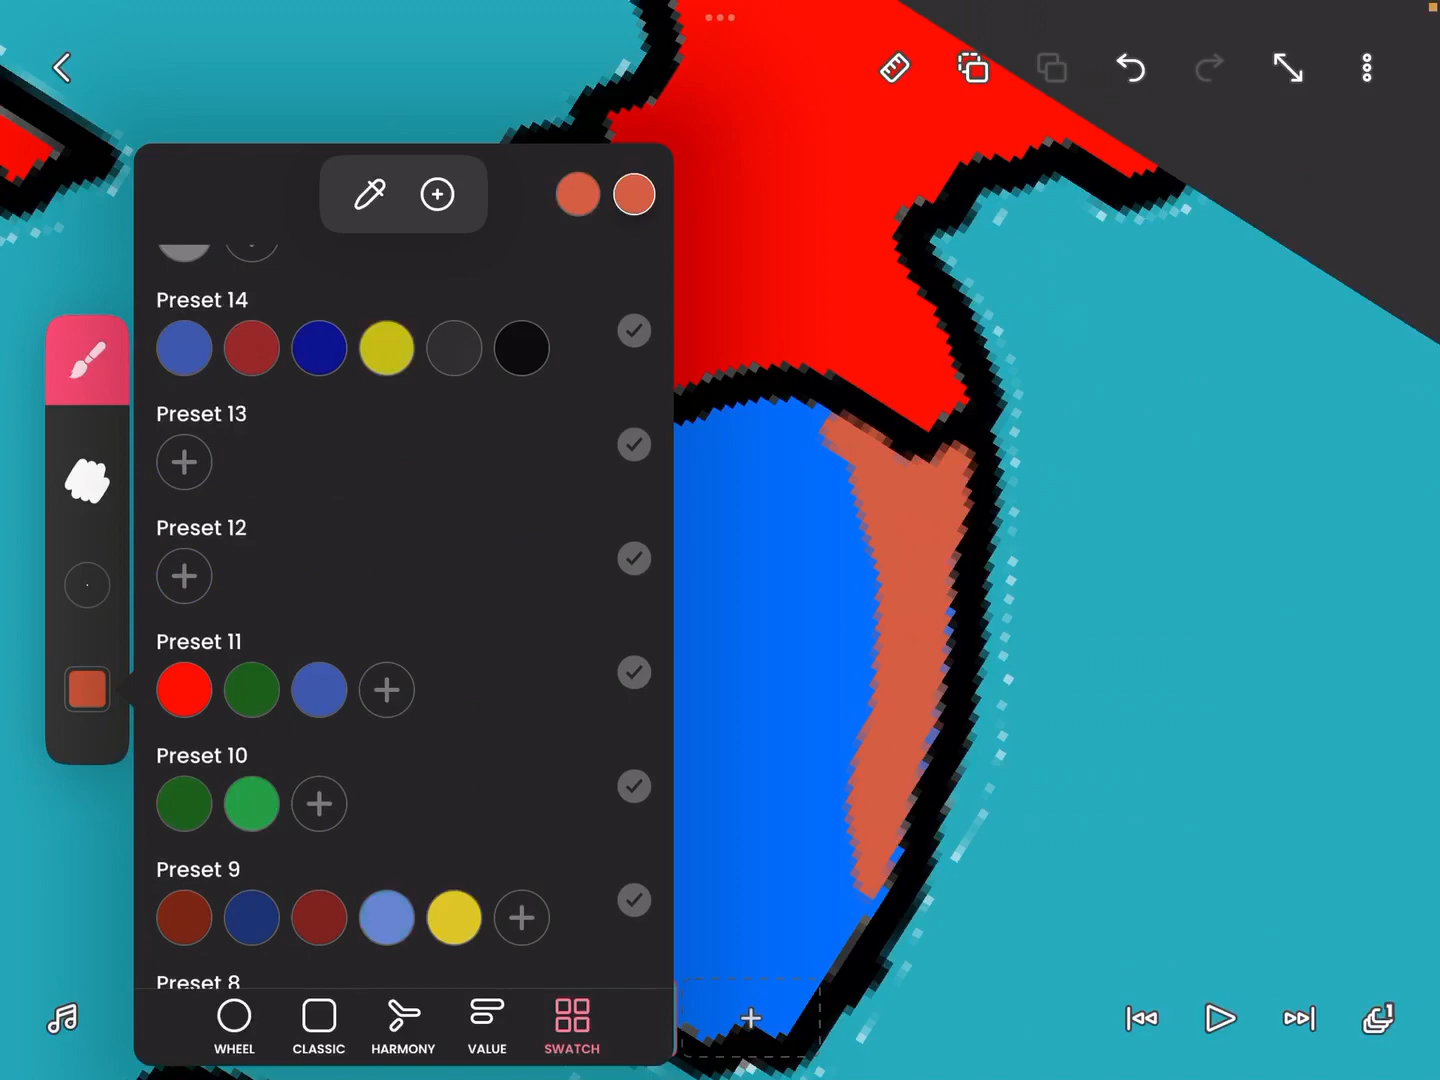 Preset 14
Preset 13
Preset 12
Preset 11
Preset 10
Preset 9
Preset 8
WHEEL
CLASSIC
HARMONY
VALUE
SWATCH